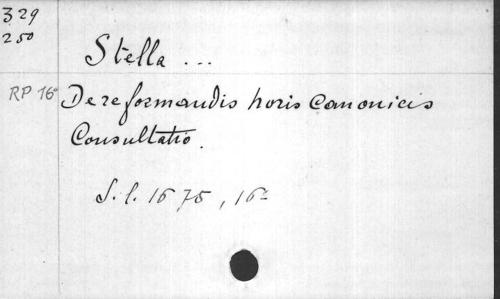 329
250
Stella ...
RP 16°
De reformandis horis canonicis
Consultatio.
S. l. 1675, 16°